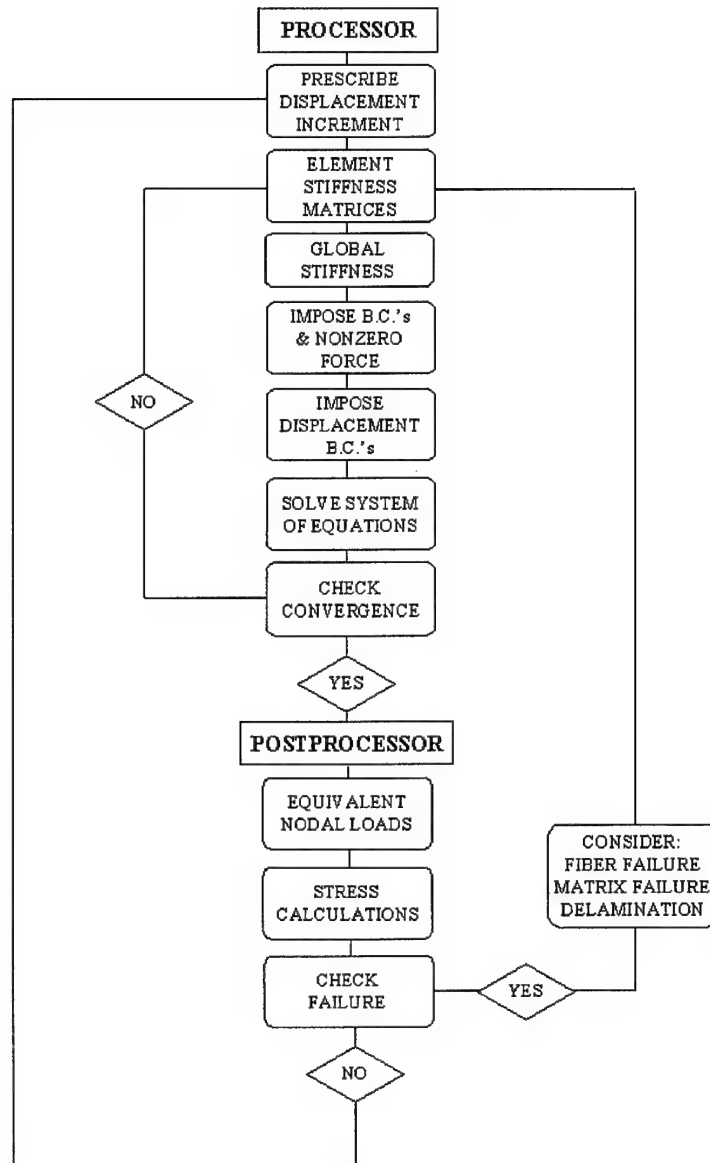 PROCESSOR
PRESCRIBE
DISPLACEMENT
INCREMENT
ELEMENT
STIFFNESS
MATRICES
GLOBAL
STIFFNESS
IMPOSE B.C.'s
& NONZERO
FORCE
NO
IMPOSE
DISPLACEMENT
B.C.'s
SOLVE SYSTEM
OF EQUATIONS
CHECK
CONVERGENCE
YES
POSTPROCESSOR
EQUIVALENT
NODAL LOADS
CONSIDER:
FIBER FAILURE
MATRIX FAILURE
DELAMINATION
STRESS
CALCULATIONS
CHECK
FAILURE
YES
NO